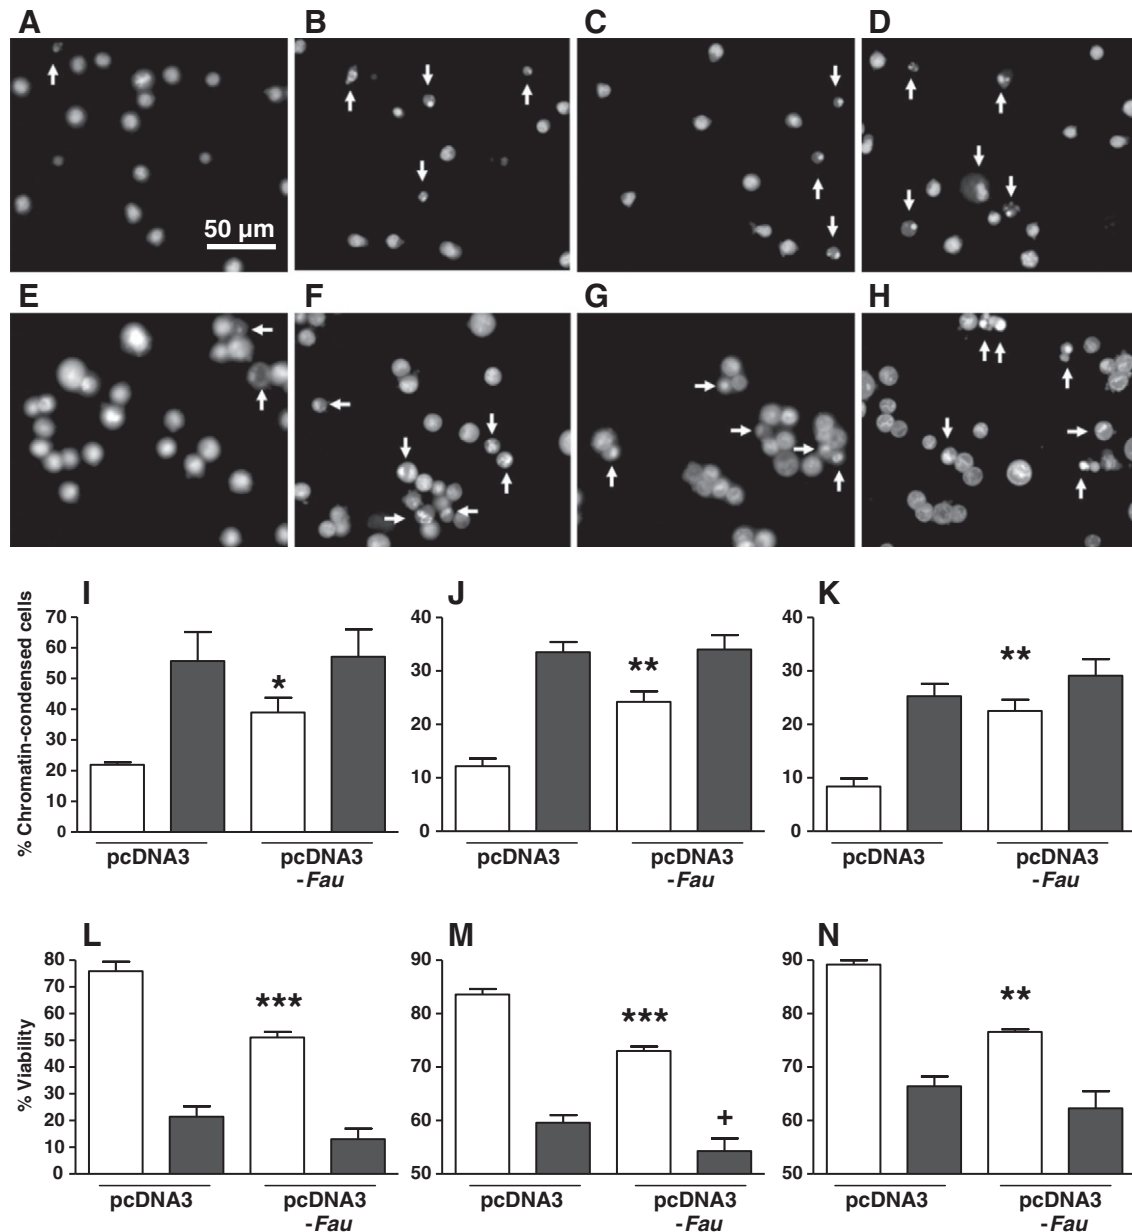 A B C D
50 µm
E F G H
I J K
% Chromatin-condensed cells
70
60
50
40
30
20
10
0
*
pcDNA3 pcDNA3
-Fau
40
30
20
10
0
**
pcDNA3 pcDNA3
-Fau
40
30
20
10
0
**
pcDNA3 pcDNA3
-Fau
L M N
% Viability
80
70
60
50
40
30
20
10
0
***
pcDNA3 pcDNA3
-Fau
90
80
70
60
50
***
+
pcDNA3 pcDNA3
-Fau
90
80
70
60
50
**
pcDNA3 pcDNA3
-Fau